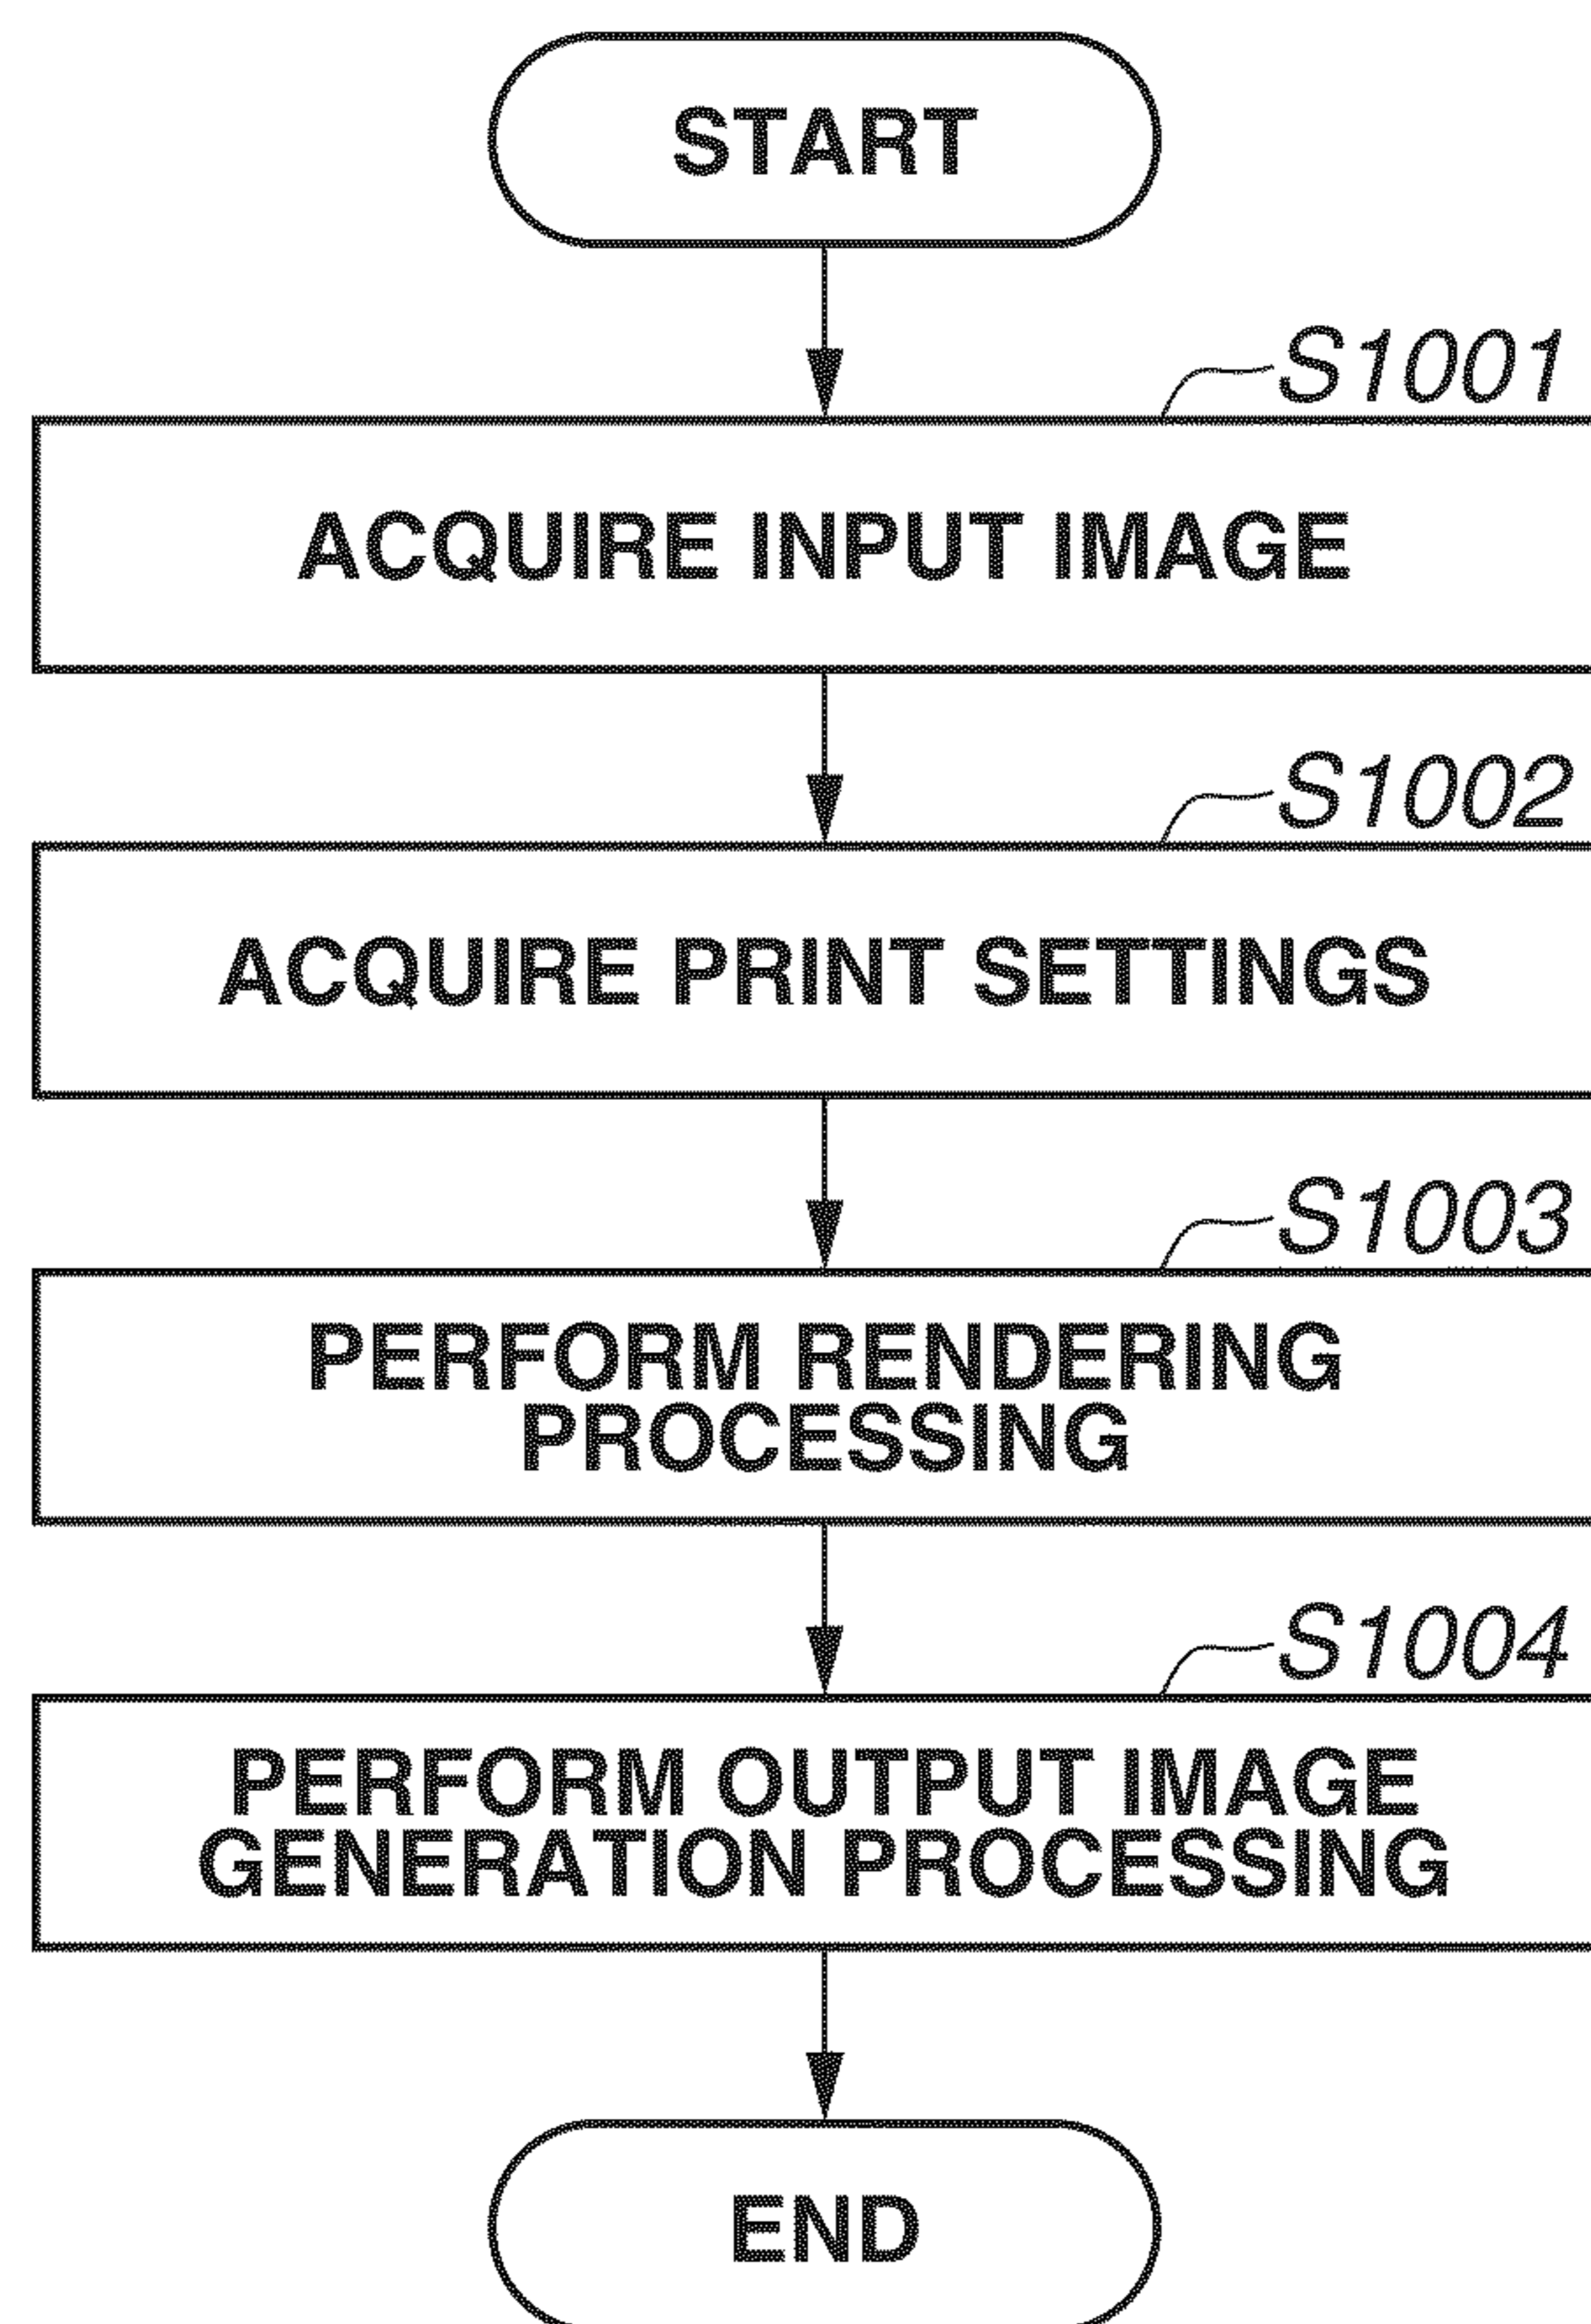 START
S1001
ACQUIRE INPUT IMAGE
S1002
ACQUIRE PRINT SETTINGS
S1003
PERFORM RENDERING
PROCESSING
S1004
PERFORM OUTPUT IMAGE
GENERATION PROCESSING
END